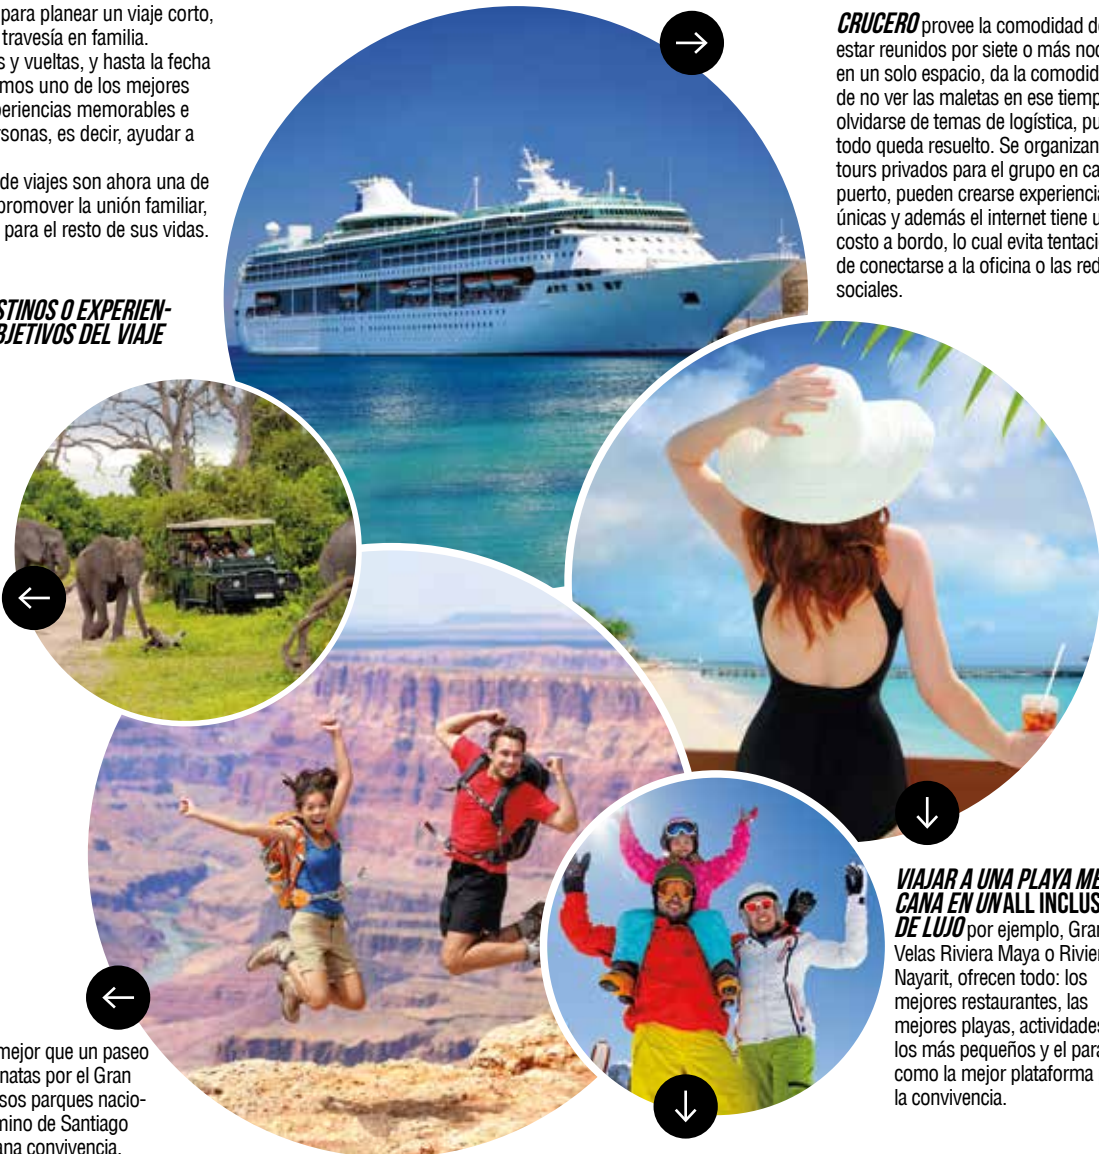 para planear un viaje corto,
travesía en familia.
s y vueltas, y hasta la fecha
mos uno de los mejores
periencias memorables e
rsonas, es decir, ayudar a
de viajes son ahora una de
promover la unión familiar,
para el resto de sus vidas.
STINOS O EXPERIEN-
BJETIVOS DEL VIAJE
CRUCERO provee la comodidad de
estar reunidos por siete o más noc
en un solo espacio, da la comodid
de no ver las maletas en ese tiemp
olvidarse de temas de logística, pu
todo queda resuelto. Se organizan
tours privados para el grupo en ca
puerto, pueden crearse experiencia
únicas y además el internet tiene u
costo a bordo, lo cual evita tentaci
de conectarse a la oficina o las red
sociales.
VIAJAR A UNA PLAYA ME
CANA EN UN ALL INCLUS
DE LUJO por ejemplo, Gran
Velas Riviera Maya o Rivier
Nayarit, ofrecen todo: los
mejores restaurantes, las
mejores playas, actividades
los más pequeños y el para
como la mejor plataforma
la convivencia.
mejor que un paseo
natas por el Gran
sos parques nacio-
mino de Santiago
ana convivencia.